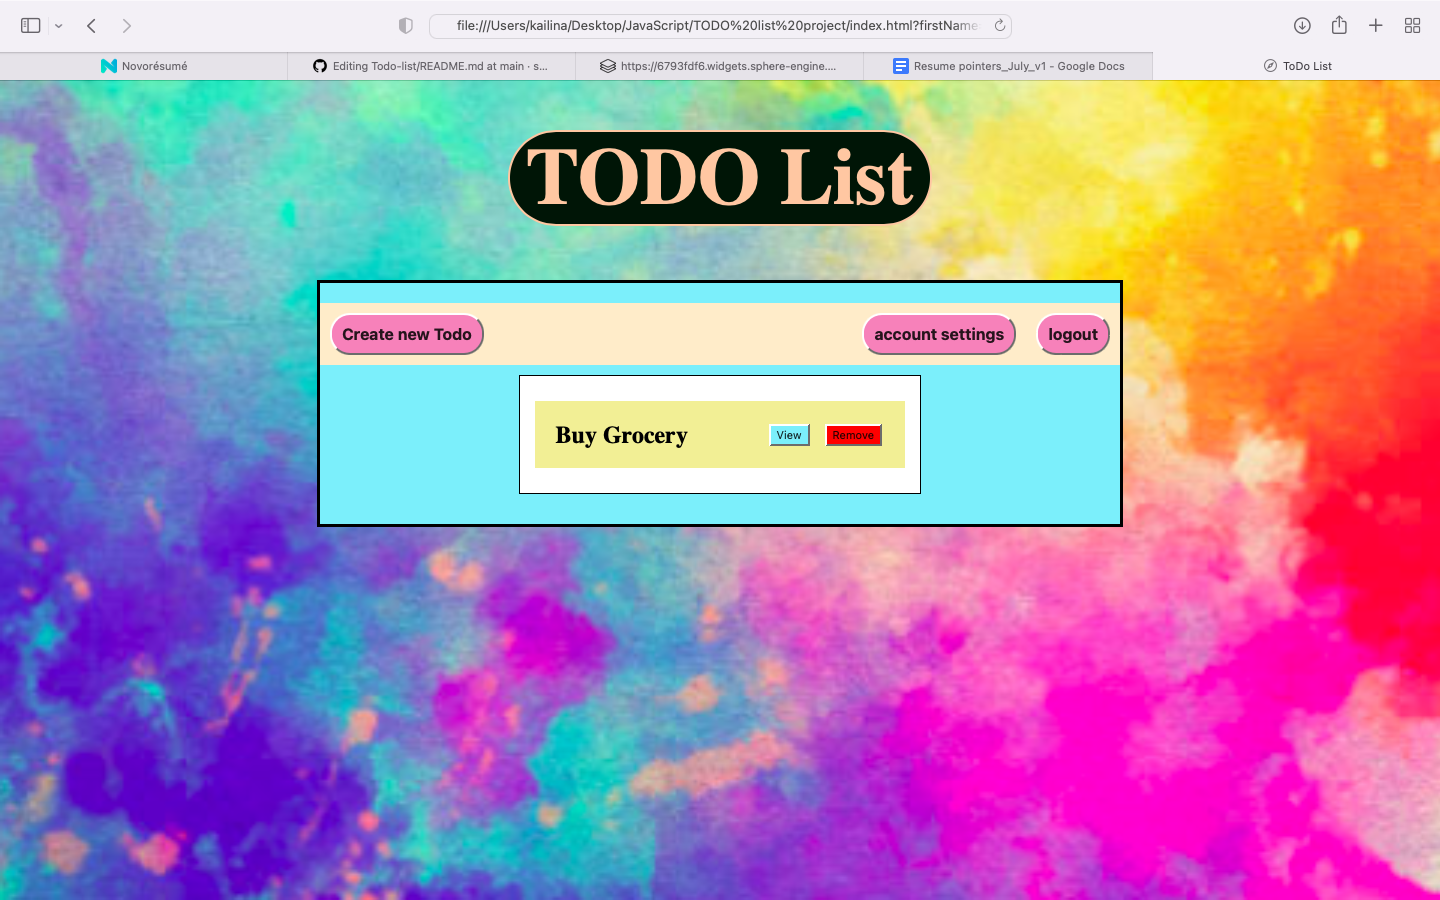 file:///Users/kailina/Desktop/JavaScript/TODO%20list%20project/index.html?firstName
Novorésumé
Editing Todo-list/README.md at main · s...
https://6793fdf6.widgets.sphere-engine....
Resume pointers_July_v1 - Google Docs
ToDo List
TODO List
Create new Todo
account settings
logout
Buy Grocery
View
Remove